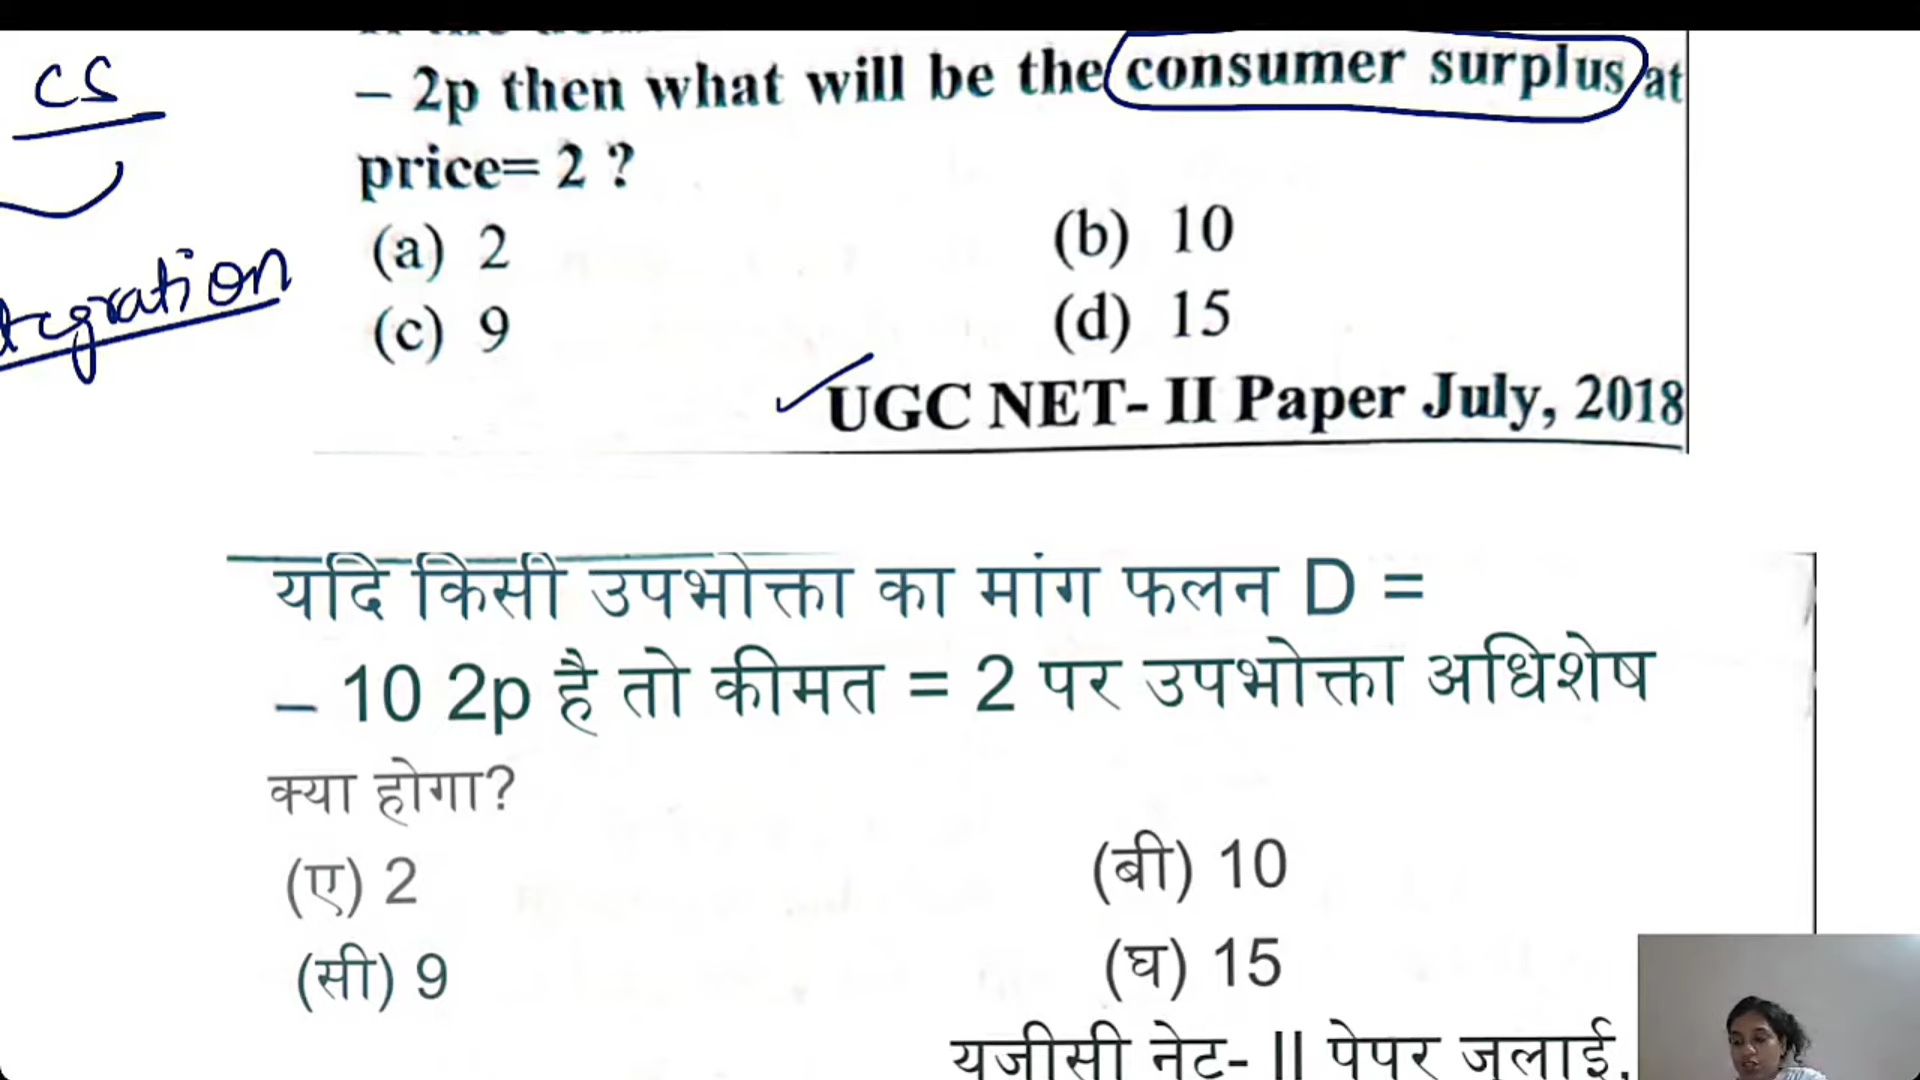 CS
– 2p then what will be the consumer surplus at
price= 2 ?
(a) 2 (b) 10
(c) 9 (d) 15
UGC NET- II Paper July, 2018
यदि किसी उपभोक्ता का मांग फलन D =
– 10 2p है तो कीमत = 2 पर उपभोक्ता अधिशेष
क्या होगा?
(ए) 2 (बी) 10
(सी) 9 (घ) 15
यूजीसी नेट- II पेपर जुलाई,